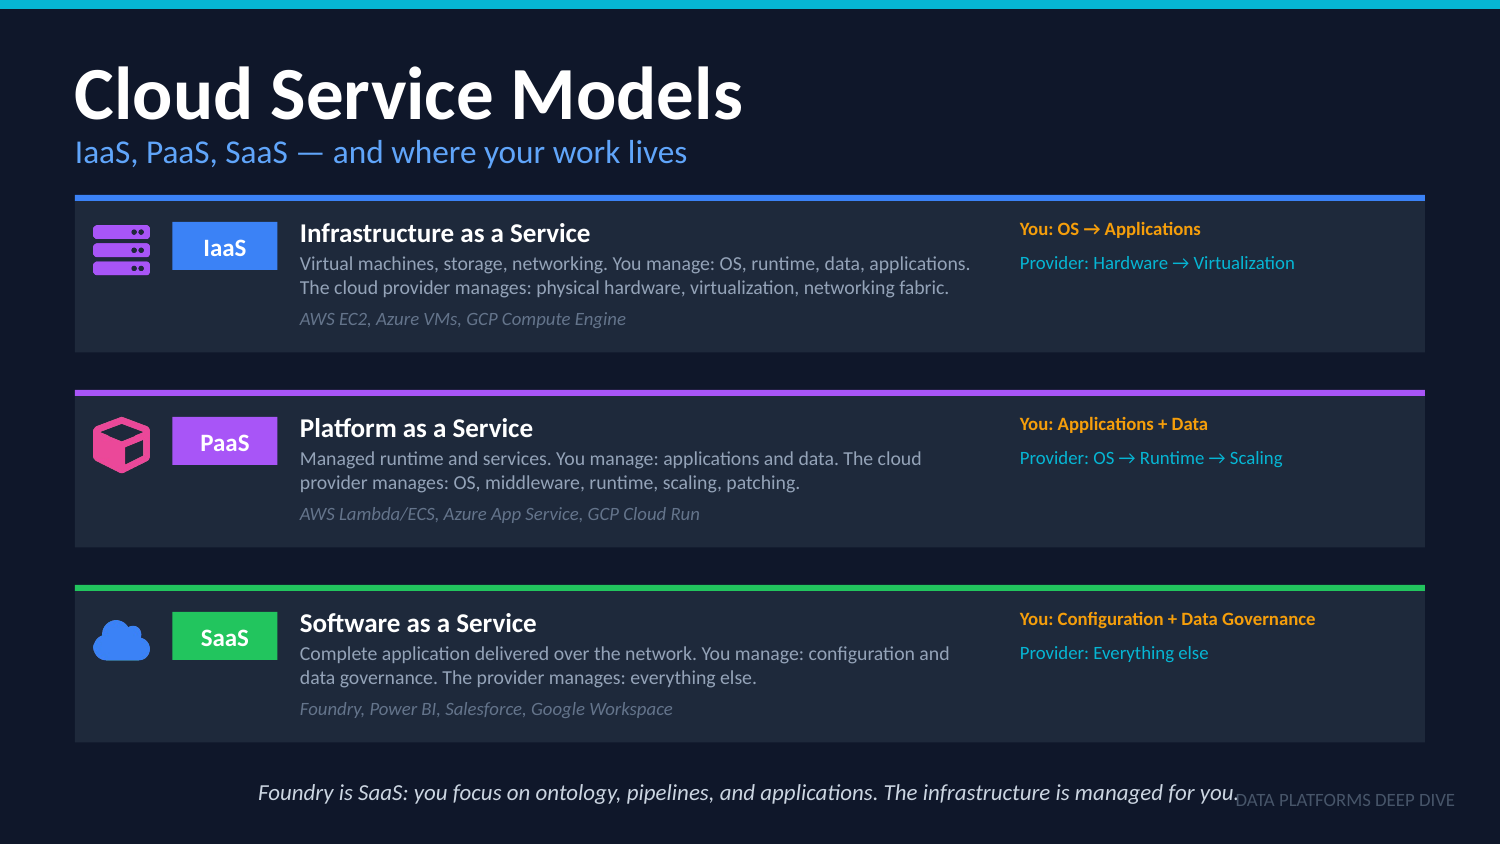 Cloud Service Models
IaaS, PaaS, SaaS — and where your work lives
IaaS
Infrastructure as a Service
Virtual machines, storage, networking. You manage: OS, runtime, data, applications.
The cloud provider manages: physical hardware, virtualization, networking fabric.
AWS EC2, Azure VMs, GCP Compute Engine
You: OS → Applications
Provider: Hardware → Virtualization
PaaS
Platform as a Service
Managed runtime and services. You manage: applications and data. The cloud
provider manages: OS, middleware, runtime, scaling, patching.
AWS Lambda/ECS, Azure App Service, GCP Cloud Run
You: Applications + Data
Provider: OS → Runtime → Scaling
SaaS
Software as a Service
Complete application delivered over the network. You manage: configuration and
data governance. The provider manages: everything else.
Foundry, Power BI, Salesforce, Google Workspace
You: Configuration + Data Governance
Provider: Everything else
Foundry is SaaS: you focus on ontology, pipelines, and applications. The infrastructure is managed for you.
DATA PLATFORMS DEEP DIVE